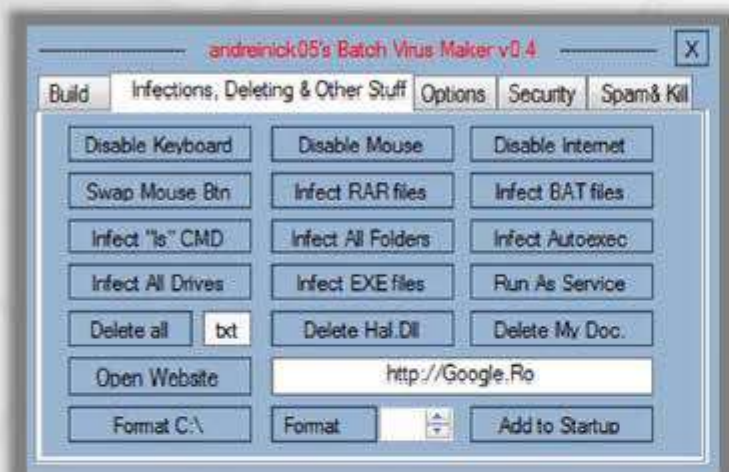 andreinick05's Batch Virus Maker v0.4 X
Build Infections, Deleting & Other Stuff Options Security Spam& Kill
Disable Keyboard Disable Mouse Disable Internet
Swap Mouse Btn Infect RAR files Infect BAT files
Infect "ls" CMD Infect All Folders Infect Autoexec
Infect All Drives Infect EXE files Run As Service
Delete all txt Delete Hal.Dll Delete My Doc.
Open Website http://Google.Ro
Format C:\ Format Add to Startup